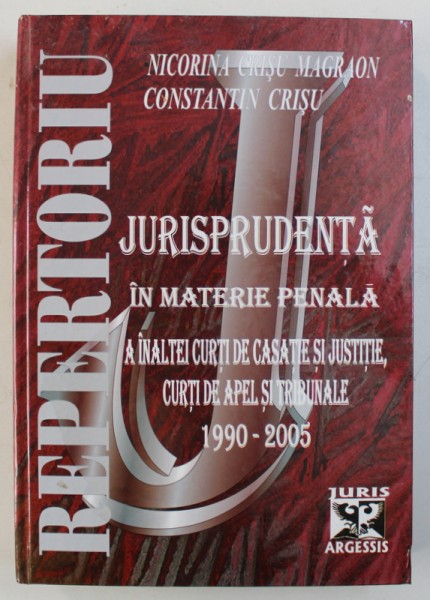 REPERTORIU
NICORINA CRIŞU MAGRAON
CONSTANTIN CRIŞU
JURISPRUDENŢĂ
ÎN MATERIE PENALĂ
A ÎNALTEI CURŢI DE CASAŢIE ŞI JUSTIŢIE,
CURŢI DE APEL ŞI TRIBUNALE
1990 - 2005
JURIS
ARGESSIS